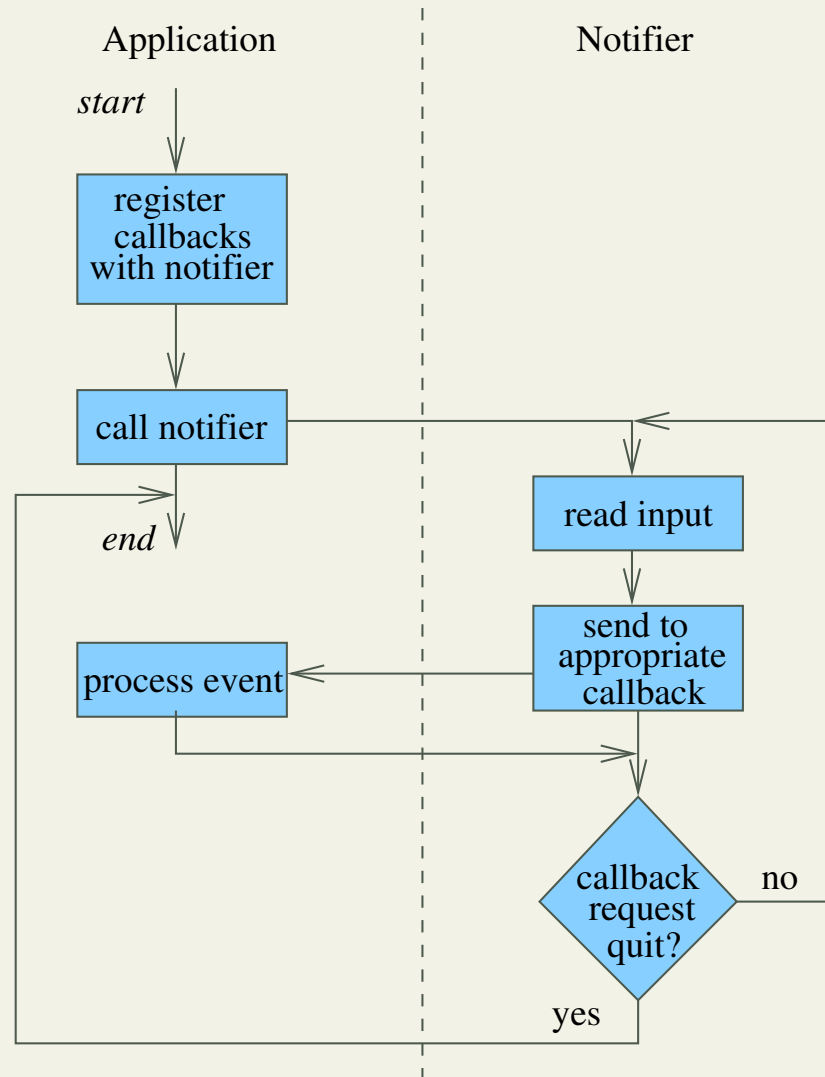 Application
Notifier
start
register
callbacks
with notifier
call notifier
end
read input
send to
appropriate
callback
process event
callback
request
quit?
no
yes